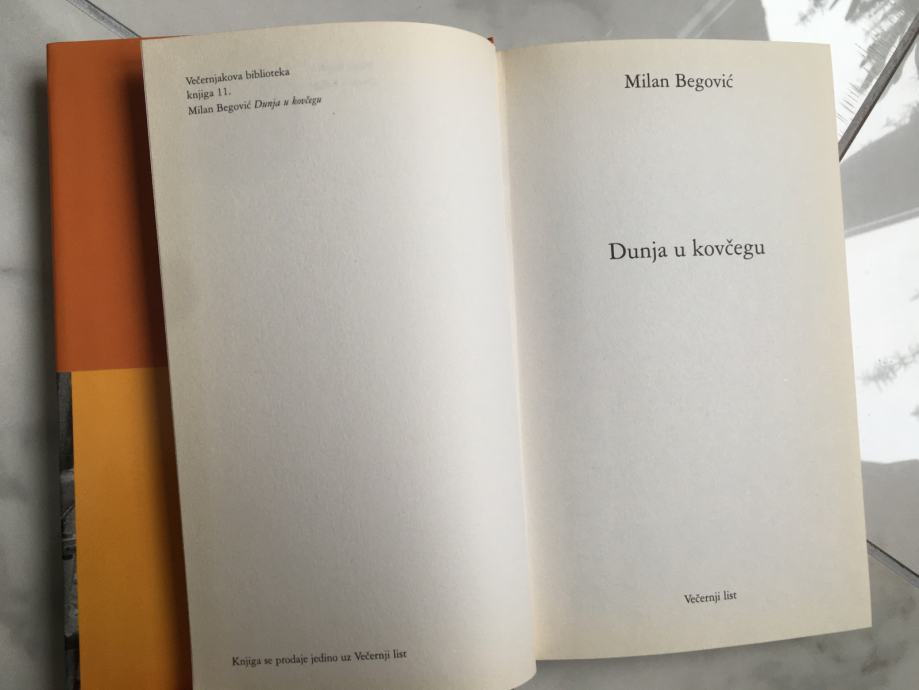 Večernjakova biblioteka
knjiga 11.
Milan Begović Dunja u kovčegu
Knjiga se prodaje jedino uz Večernji list
Milan Begović
Dunja u kovčegu
Večernji list